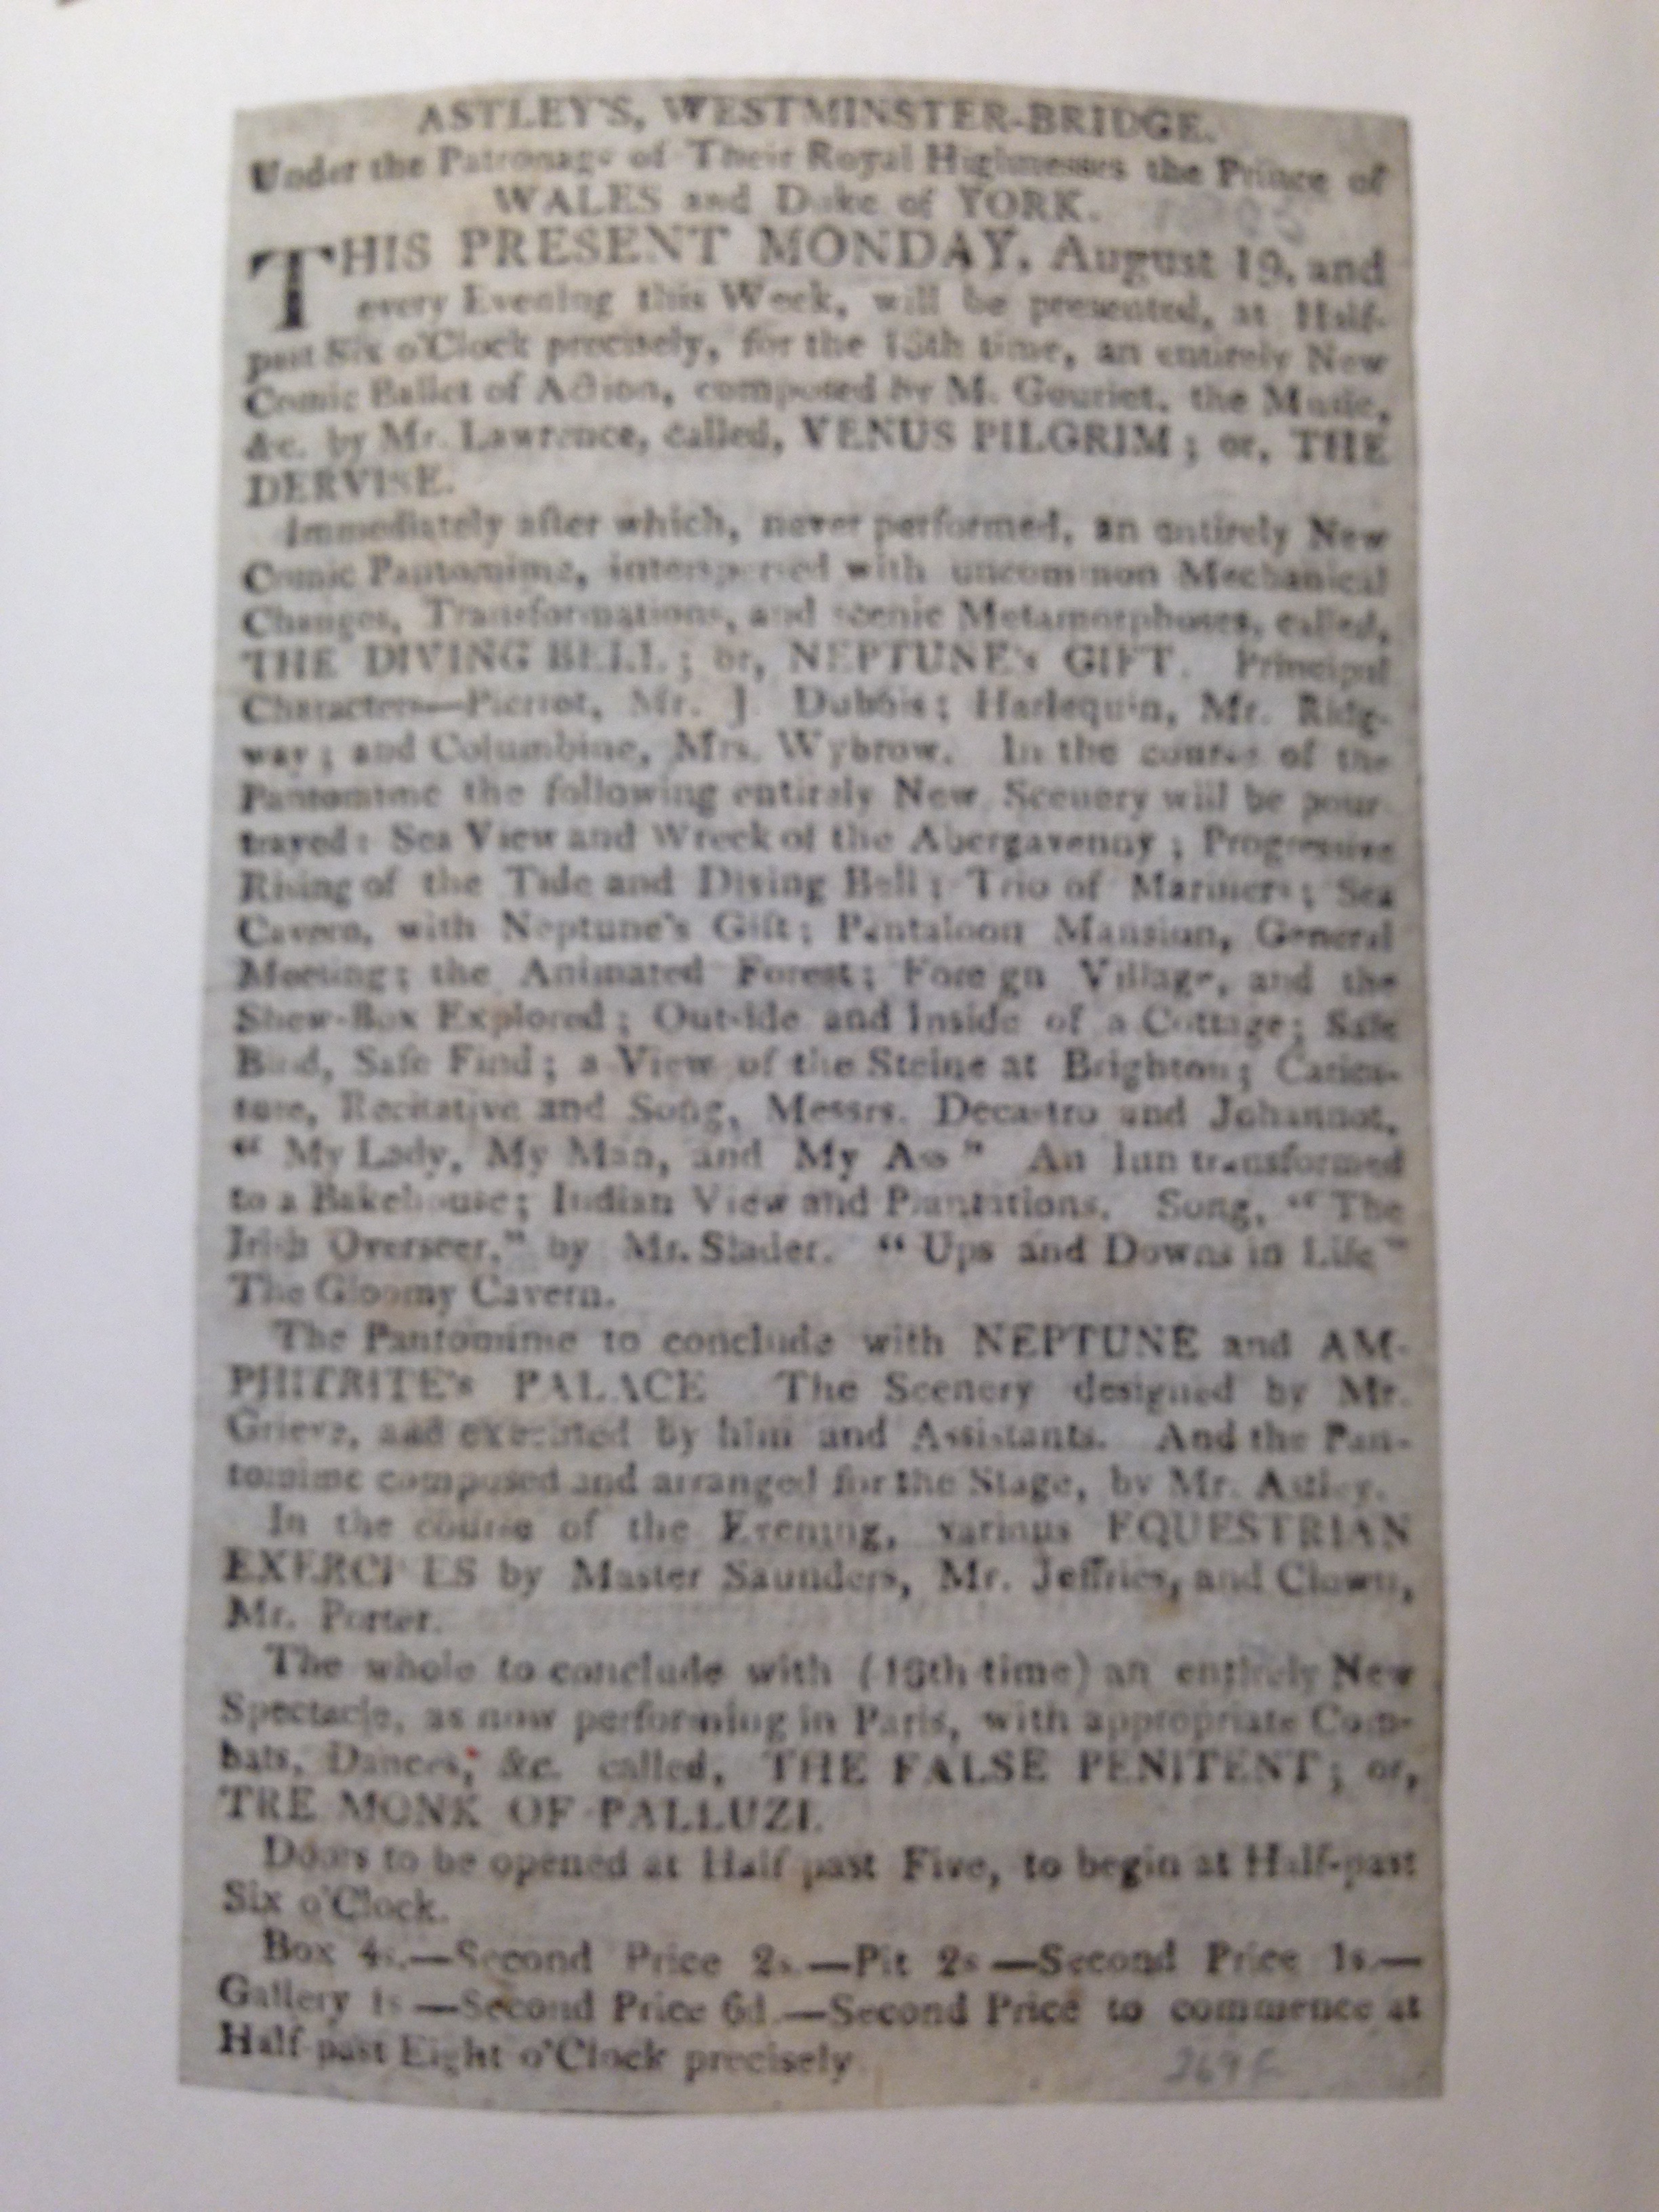 ASTLEY'S, WESTMINSTER-BRIDGE.
Under the Patronage of Their Royal Highnesses the Prince of
WALES and Duke of YORK.
THIS PRESENT MONDAY, August 19, and
every Evening this Week, will be presented, at Half-
past Six o'Clock precisely, for the 13th time, an entirely New
Comic Ballet of Action, composed by M. Gouriet, the Music,
&c. by Mr. Lawrence, called, VENUS PILGRIM; or, THE
DERVISE.
Immediately after which, never performed, an entirely New
Comic Pantomime, interspersed with uncommon Mechanical
Changes, Transformations, and scenic Metamorphoses, called,
THE DIVING BELL; or, NEPTUNE's GIFT. Principal
Characters—Pierrot, Mr. J. Dubois; Harlequin, Mr. Ridg-
way; and Columbine, Mrs. Wybrow. In the course of the
Pantomime the following entirely New Scenery will be pour-
trayed: Sea View and Wreck of the Abergavenny; Progressive
Rising of the Tide and Diving Bell; Trio of Mariners; Sea
Cavern, with Neptune's Gift; Pantaloon Mansion, General
Meeting; the Animated Forest; Foreign Village, and the
Shew-Box Explored; Outside and Inside of a Cottage; Safe
Bind, Safe Find; a View of the Steine at Brighton; Carica-
ture, Recitative and Song, Messrs. Decastro and Johannot,
" My Lady, My Man, and My Ass" An Inn transformed
to a Bakehouse; Indian View and Plantations. Song, "The
Irish Overseer," by Mr. Slader. "Ups and Downs in Life"
The Gloomy Cavern.
The Pantomime to conclude with NEPTUNE and AM-
PHITRITE's PALACE The Scenery designed by Mr.
Grieve, and executed by him and Assistants. And the Pan-
tomime composed and arranged for the Stage, by Mr. Astley.
In the course of the Evening, various EQUESTRIAN
EXERCISES by Master Saunders, Mr. Jeffries, and Clown,
Mr. Porter.
The whole to conclude with (18th time) an entirely New
Spectacle, as now performing in Paris, with appropriate Com-
bats, Dances, &c. called, THE FALSE PENITENT; or,
TRE MONK OF PALLUZI.
Doors to be opened at Half past Five, to begin at Half-past
Six o'Clock.
Box 4s.—Second Price 2s.—Pit 2s—Second Price 1s.—
Gallery 1s—Second Price 6d.—Second Price to commence at
Half-past Eight o'Clock precisely